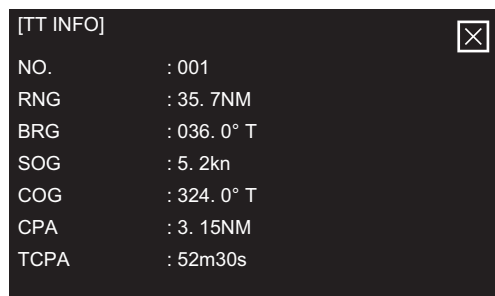 [TT INFO]
NO. : 001
RNG : 35. 7NM
BRG : 036. 0° T
SOG : 5. 2kn
COG : 324. 0° T
CPA : 3. 15NM
TCPA : 52m30s